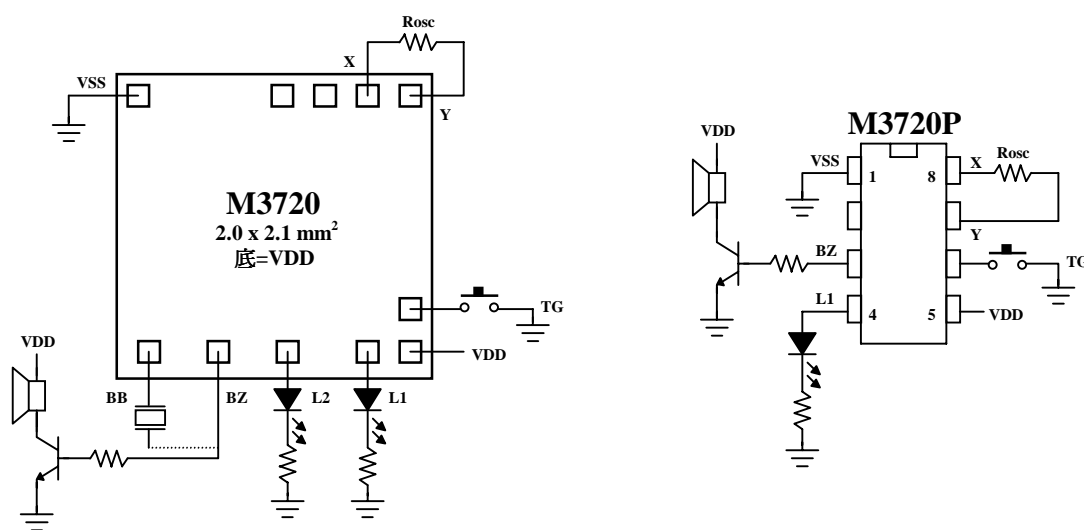 Rosc
X
VSS
Y
M3720
2.0 x 2.1 mm²
底=VDD
TG
VDD
VDD
BB
BZ
L2
L1
M3720P
VDD
VSS
1
8
X
Rosc
Y
BZ
TG
L1
4
5
VDD